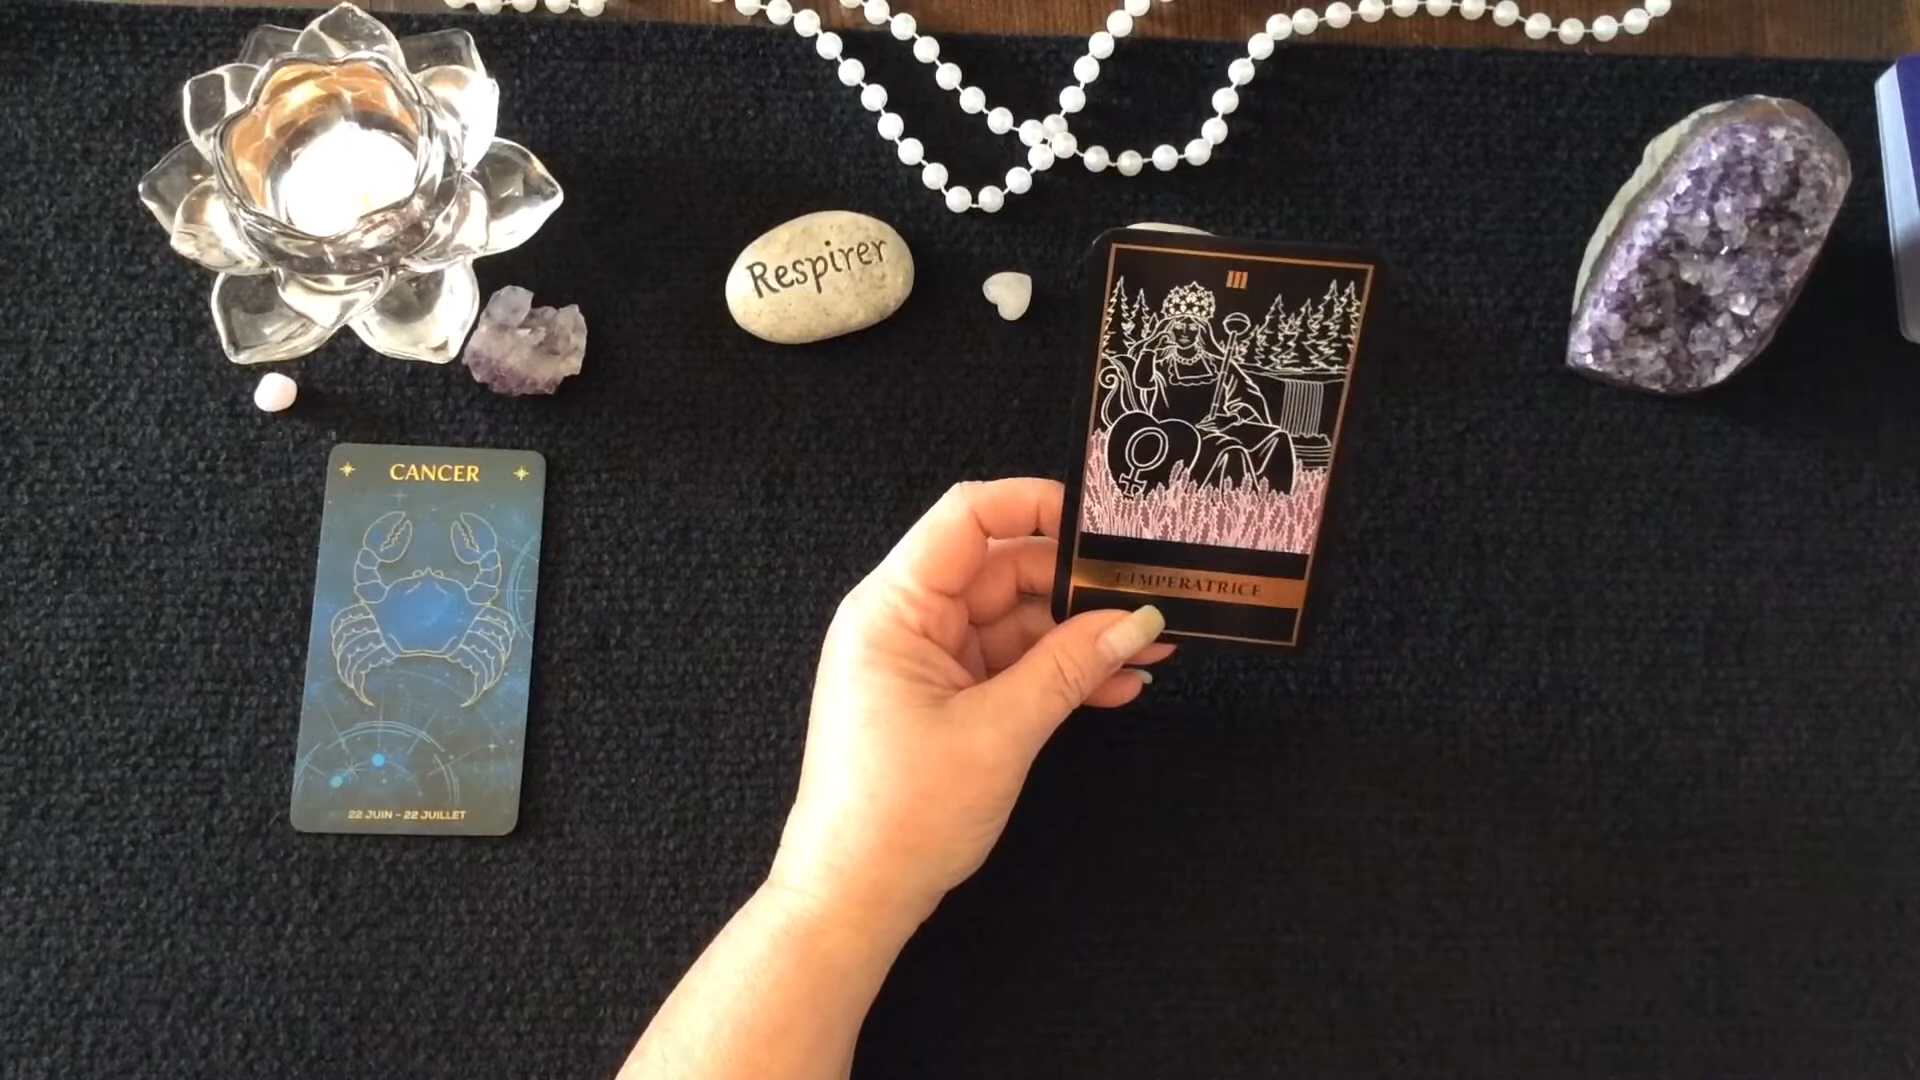 Respirer
III
L'IMPERATRICE
CANCER
22 JUIN - 22 JUILLET